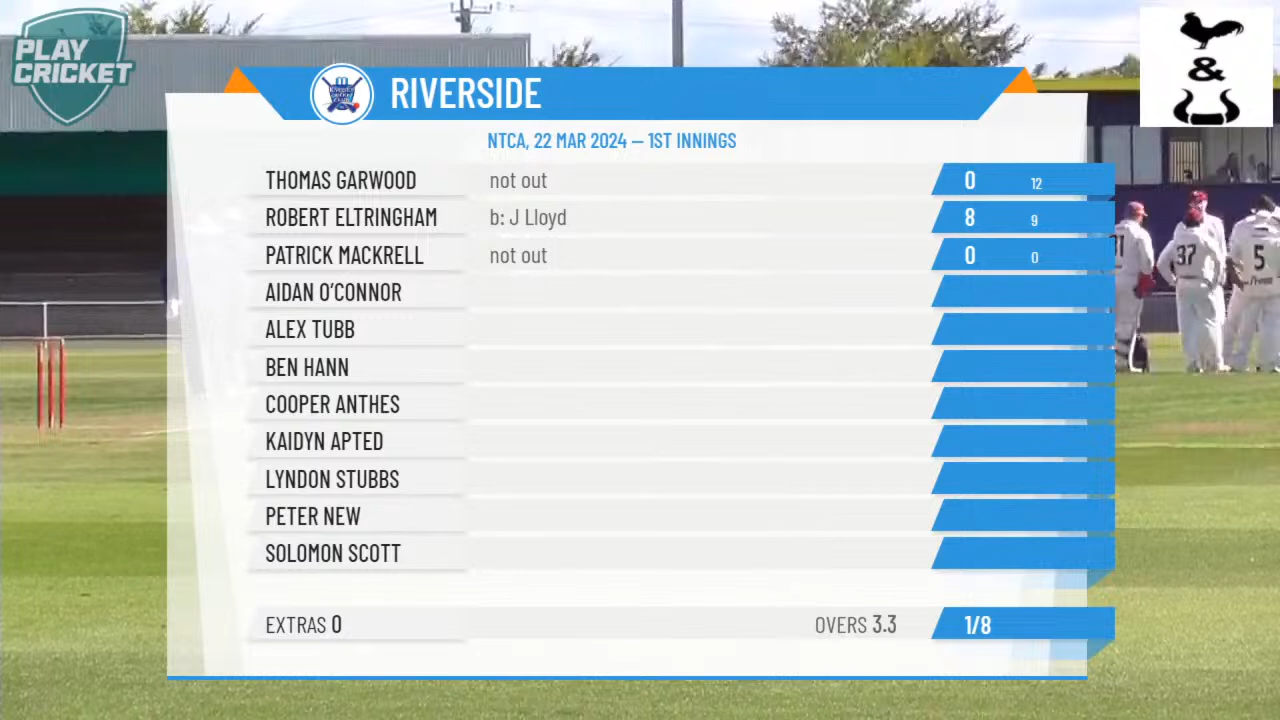 PLAY
CRICKET
RIVERSIDE
&
NTCA, 22 MAR 2024 – 1ST INNINGS
THOMAS GARWOOD not out 0 12
ROBERT ELTRINGHAM b: J Lloyd 8 9
PATRICK MACKRELL not out 0 0
AIDAN O'CONNOR
ALEX TUBB
BEN HANN
COOPER ANTHES
KAIDYN APTED
LYNDON STUBBS
PETER NEW
SOLOMON SCOTT
EXTRAS 0 OVERS 3.3 1/8
37
5